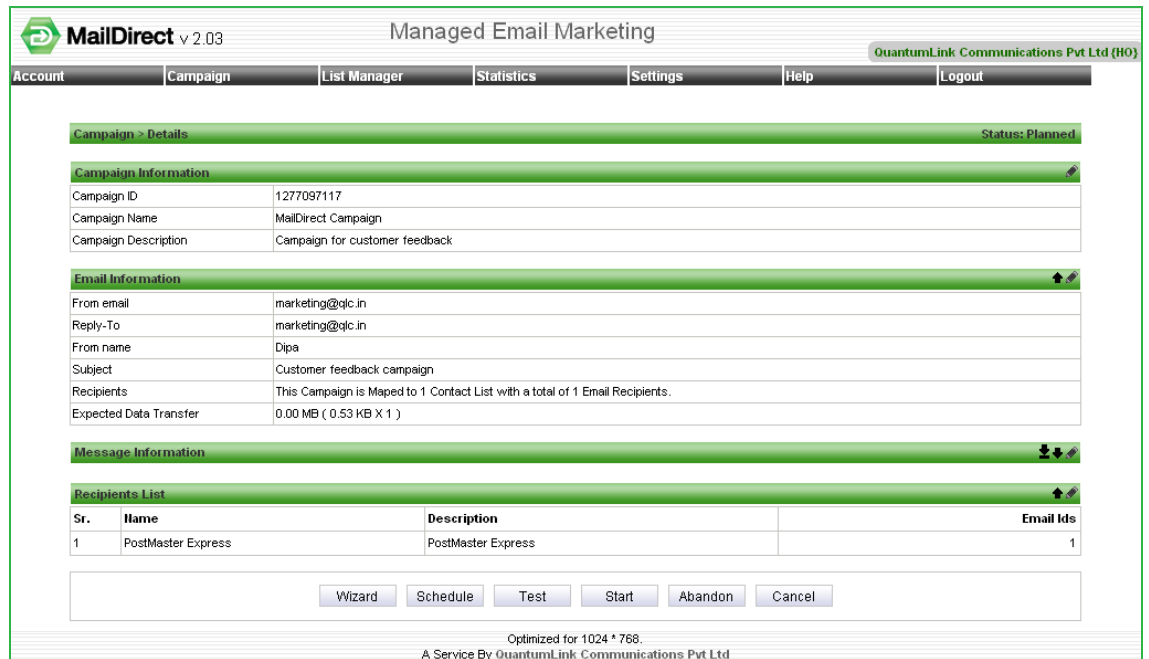 MailDirect v 2.03
Managed Email Marketing
QuantumLink Communications Pvt Ltd (HO)
Account Campaign List Manager Statistics Settings Help Logout
Campaign > Details Status: Planned
Campaign Information
Campaign ID 1277097117
Campaign Name MailDirect Campaign
Campaign Description Campaign for customer feedback
Email Information
From email marketing@qlc.in
Reply-To marketing@qlc.in
From name Dipa
Subject Customer feedback campaign
Recipients This Campaign is Maped to 1 Contact List with a total of 1 Email Recipients.
Expected Data Transfer 0.00 MB ( 0.53 KB X 1 )
Message Information
Recipients List
Sr. Name Description Email Ids
1 PostMaster Express PostMaster Express 1
Wizard Schedule Test Start Abandon Cancel
Optimized for 1024 * 768.
A Service By QuantumLink Communications Pvt Ltd